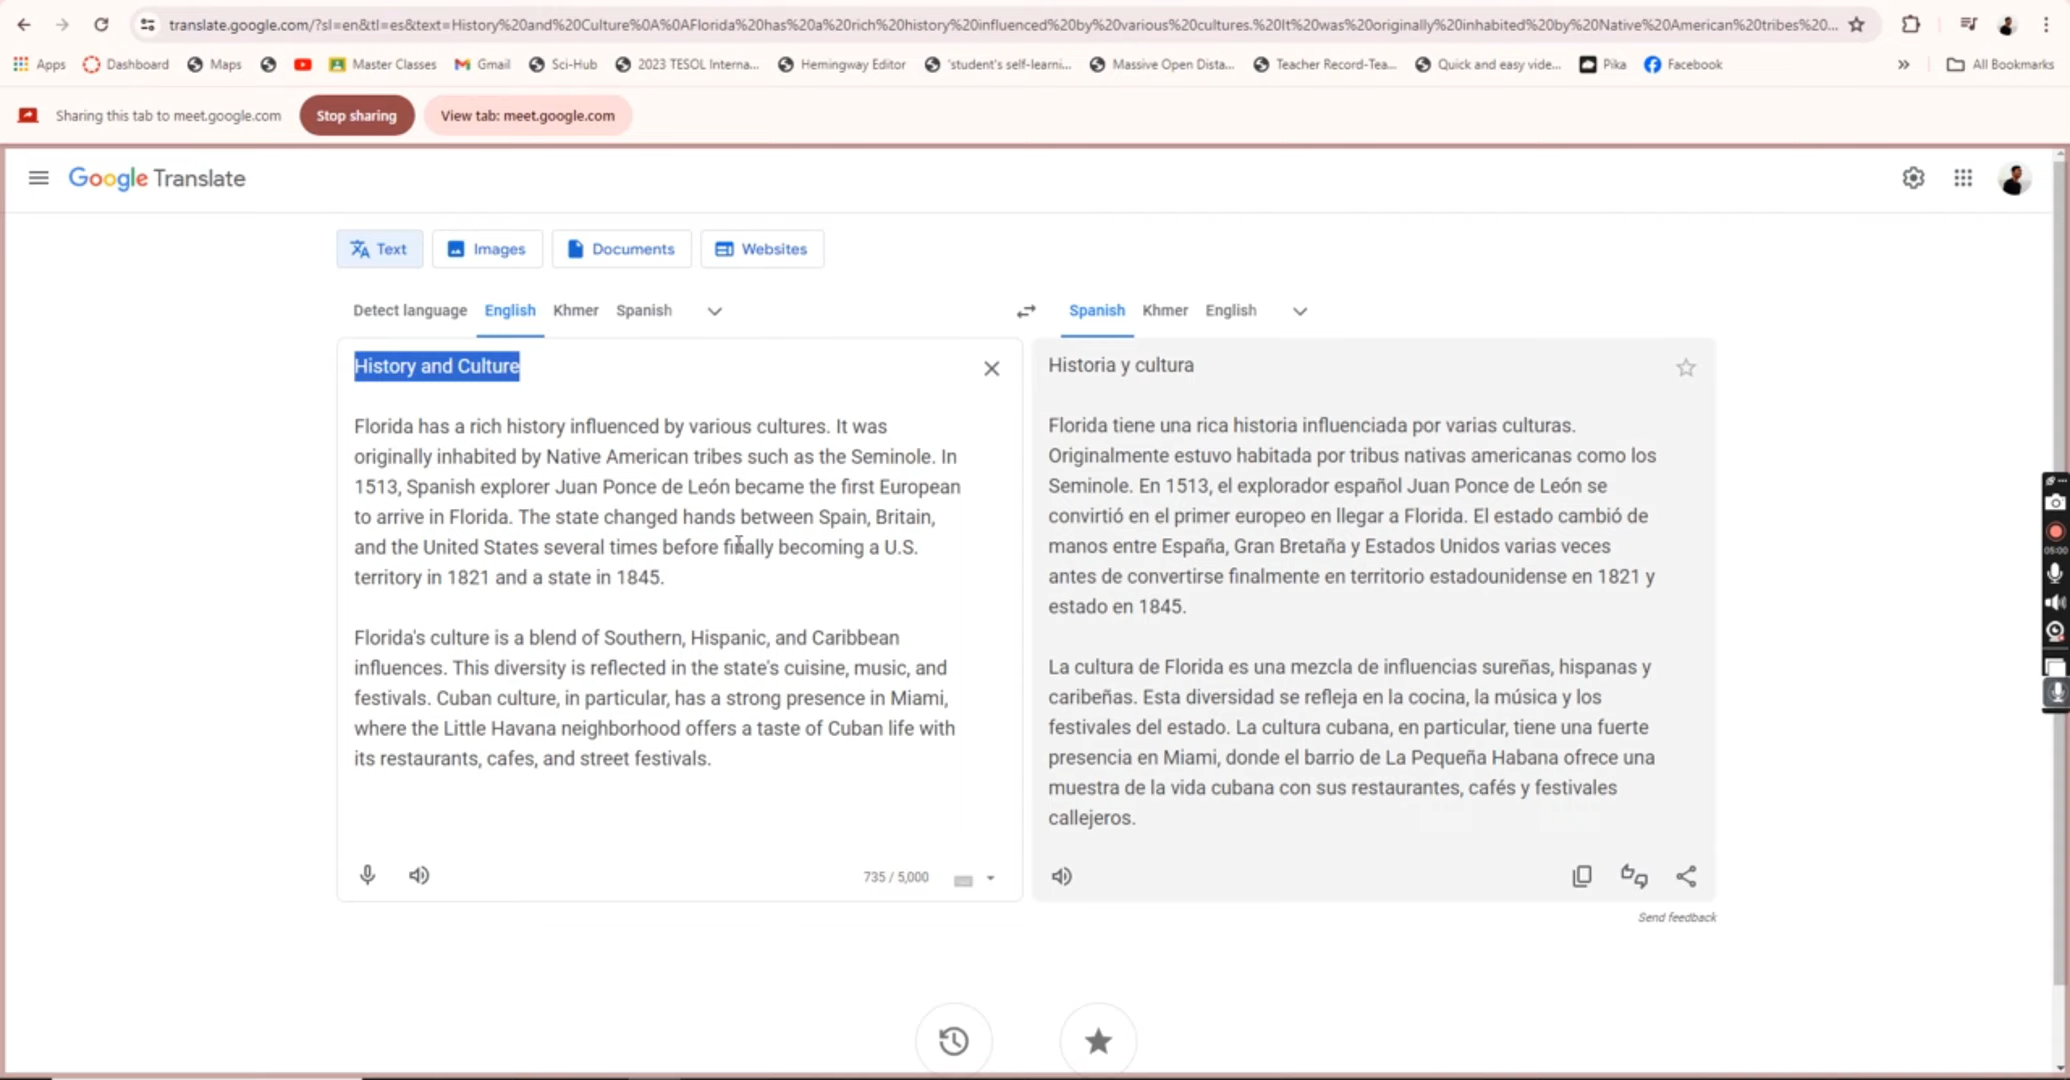 translate.google.com/?sl=en&tl=es&text=History%20and%20Culture%0A%0AFlorida%20has%20a%20rich%20history%20influenced%20by%20various%20cultures.%20It%20was%20originally%20inhabited%20by%20Native%20American%20tribes%20...
Apps Dashboard Maps Master Classes Gmail Sci-Hub 2023 TESOL Interna... Hemingway Editor 'student's self-learni... Massive Open Dista... Teacher Record-Tea... Quick and easy vide... Pika Facebook » All Bookmarks
Sharing this tab to meet.google.com Stop sharing View tab: meet.google.com
Google Translate
Text Images Documents Websites
Detect language English Khmer Spanish Spanish Khmer English
History and Culture
Florida has a rich history influenced by various cultures. It was
originally inhabited by Native American tribes such as the Seminole. In
1513, Spanish explorer Juan Ponce de León became the first European
to arrive in Florida. The state changed hands between Spain, Britain,
and the United States several times before finally becoming a U.S.
territory in 1821 and a state in 1845.
Florida's culture is a blend of Southern, Hispanic, and Caribbean
influences. This diversity is reflected in the state's cuisine, music, and
festivals. Cuban culture, in particular, has a strong presence in Miami,
where the Little Havana neighborhood offers a taste of Cuban life with
its restaurants, cafes, and street festivals.
735 / 5,000
Historia y cultura
Florida tiene una rica historia influenciada por varias culturas.
Originalmente estuvo habitada por tribus nativas americanas como los
Seminole. En 1513, el explorador español Juan Ponce de León se
convirtió en el primer europeo en llegar a Florida. El estado cambió de
manos entre España, Gran Bretaña y Estados Unidos varias veces
antes de convertirse finalmente en territorio estadounidense en 1821 y
estado en 1845.
La cultura de Florida es una mezcla de influencias sureñas, hispanas y
caribeñas. Esta diversidad se refleja en la cocina, la música y los
festivales del estado. La cultura cubana, en particular, tiene una fuerte
presencia en Miami, donde el barrio de La Pequeña Habana ofrece una
muestra de la vida cubana con sus restaurantes, cafés y festivales
callejeros.
Send feedback
05:00